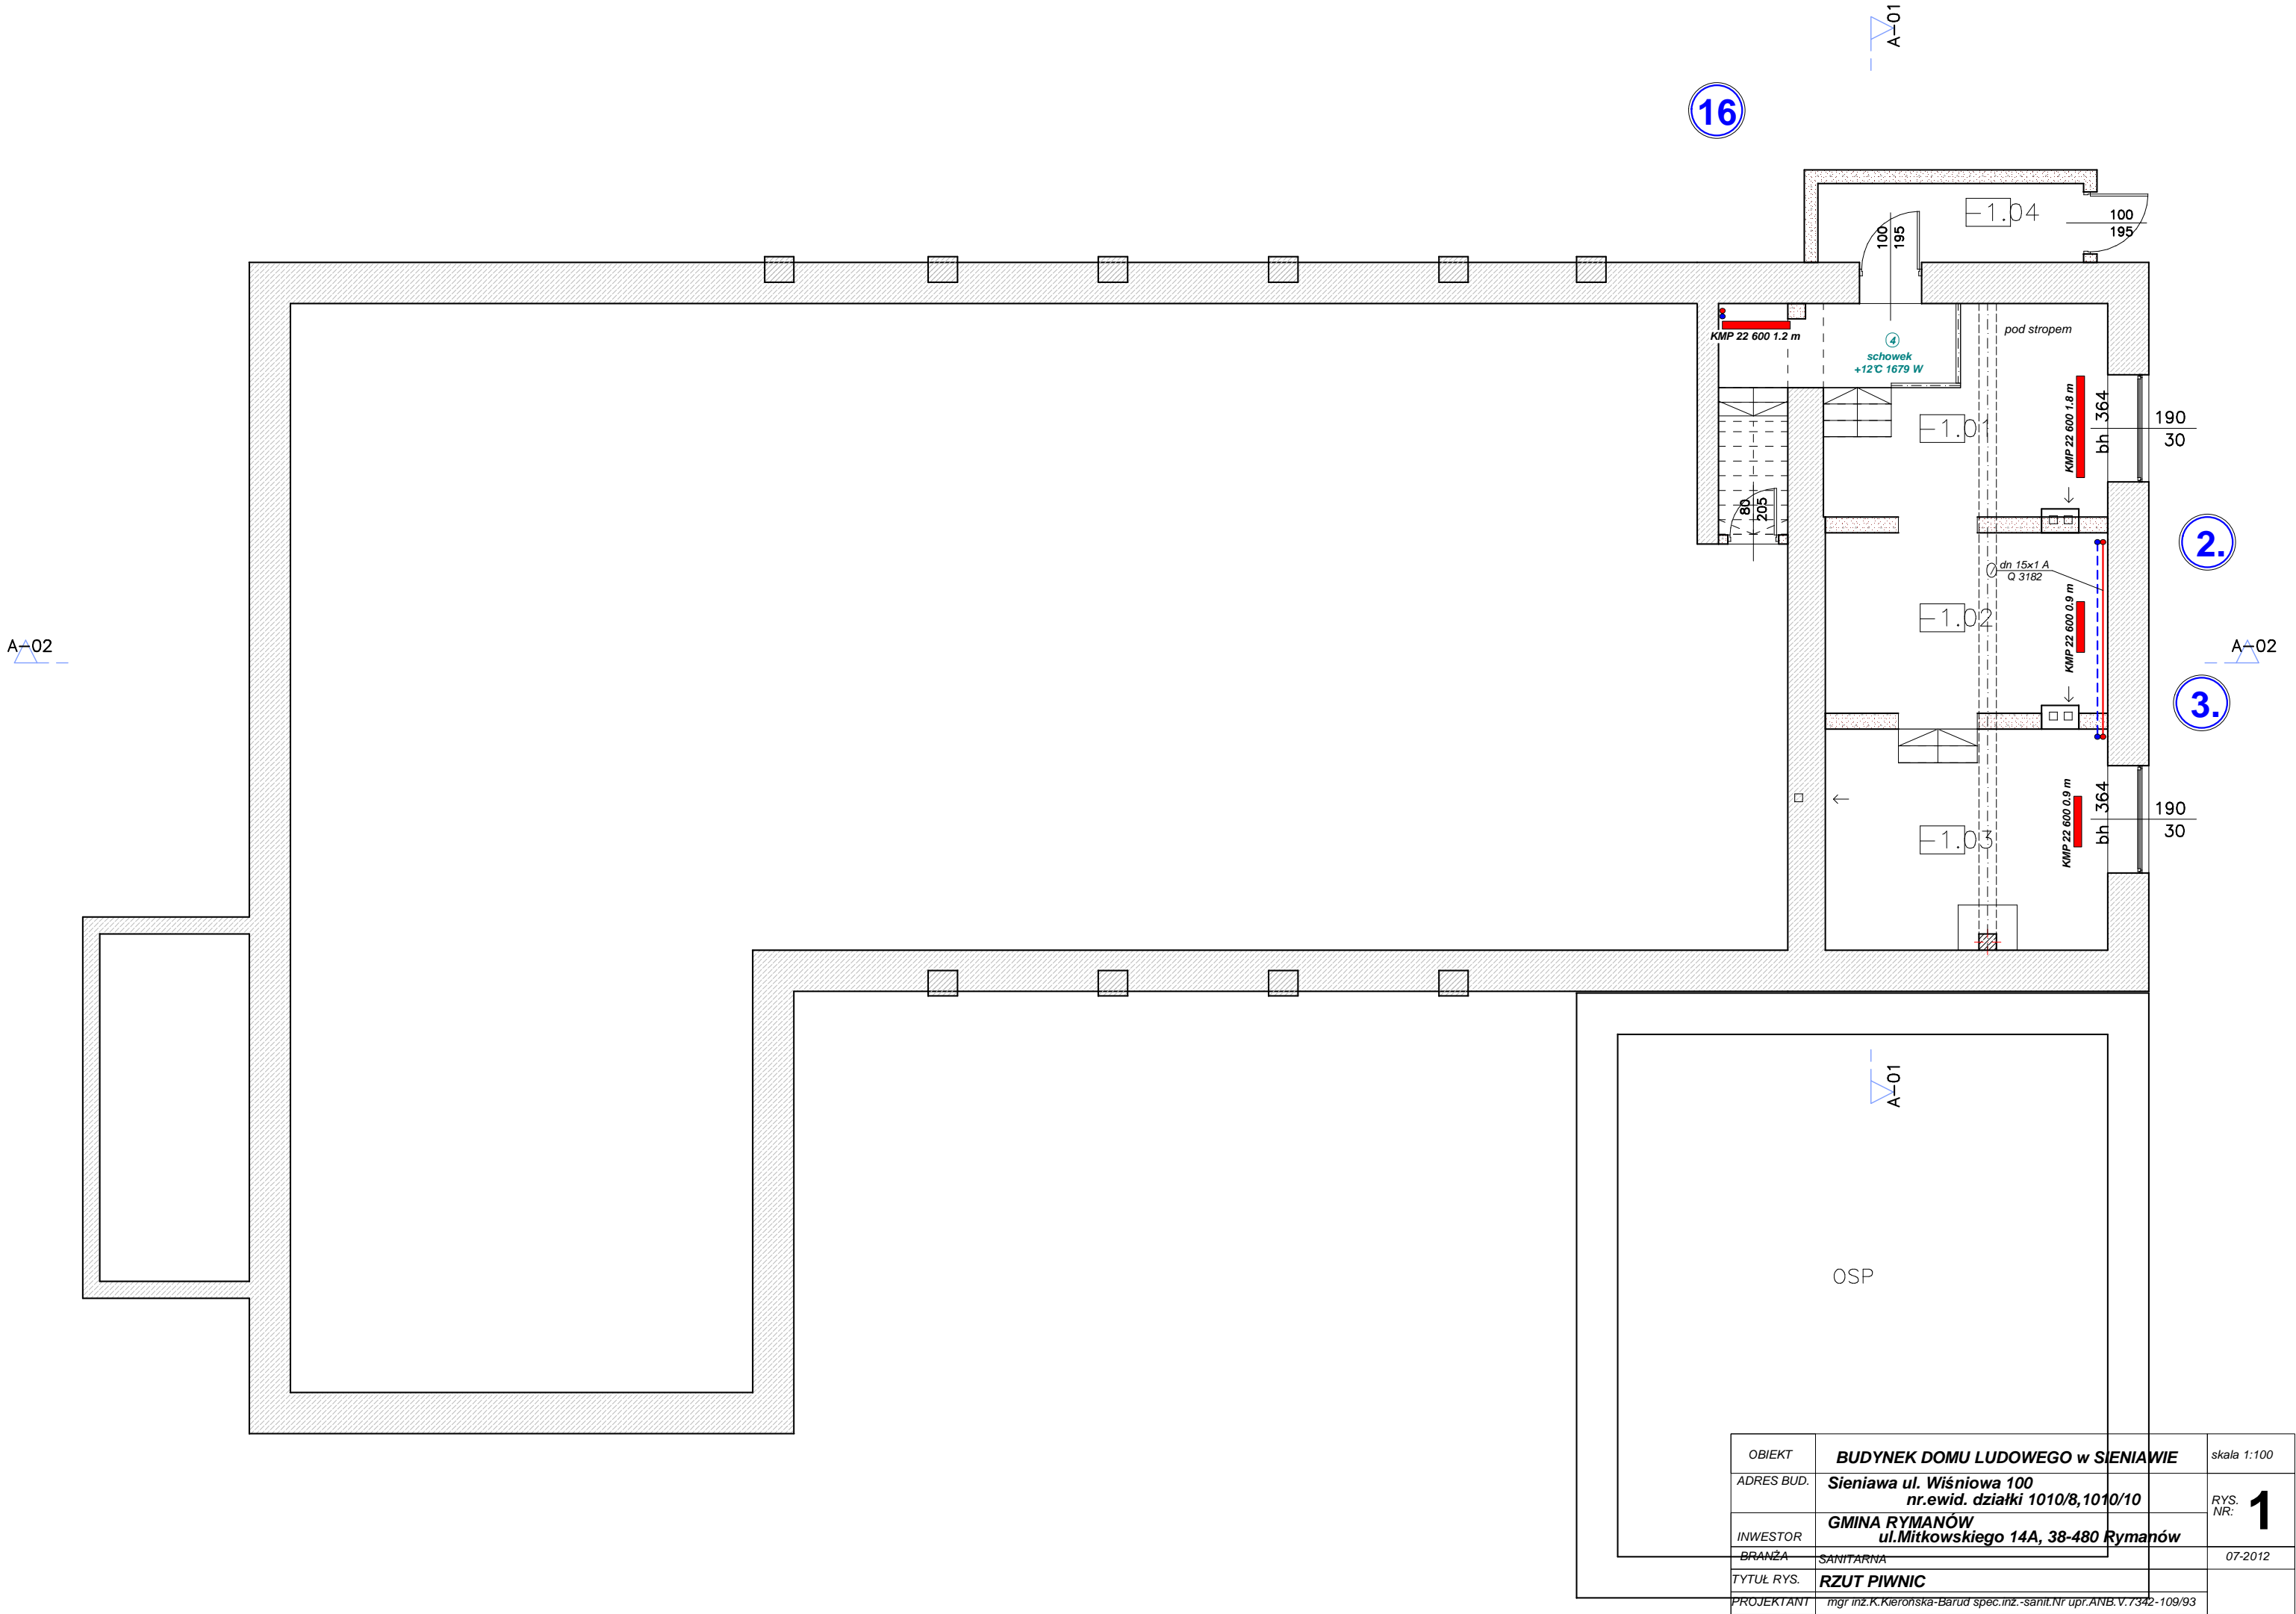 A-01
16
-1.04
100
195
100
195
pod stropem
KMP 22 600 1.2 m
4
schowek
+12°C 1679 W
KMP 22 600 1.8 m
bh 364
190
30
-1.01
80
205
2.
dn 15x1 A
Q 3182
-1.02
KMP 22 600 0.9 m
A-02
A-02
3.
KMP 22 600 0.9 m
bh 364
190
30
-1.03
A-01
OSP
OBIEKT
BUDYNEK DOMU LUDOWEGO w SIENIAWIE
skala 1:100
ADRES BUD.
Sieniawa ul. Wiśniowa 100
nr.ewid. działki 1010/8,1010/10
RYS.
NR:
1
INWESTOR
GMINA RYMANÓW
ul.Mitkowskiego 14A, 38-480 Rymanów
BRANŻA
SANITARNA
07-2012
TYTUŁ RYS.
RZUT PIWNIC
PROJEKTANT
mgr inż.K.Kierońska-Barud spec.inż.-sanit.Nr upr.ANB.V.7342-109/93